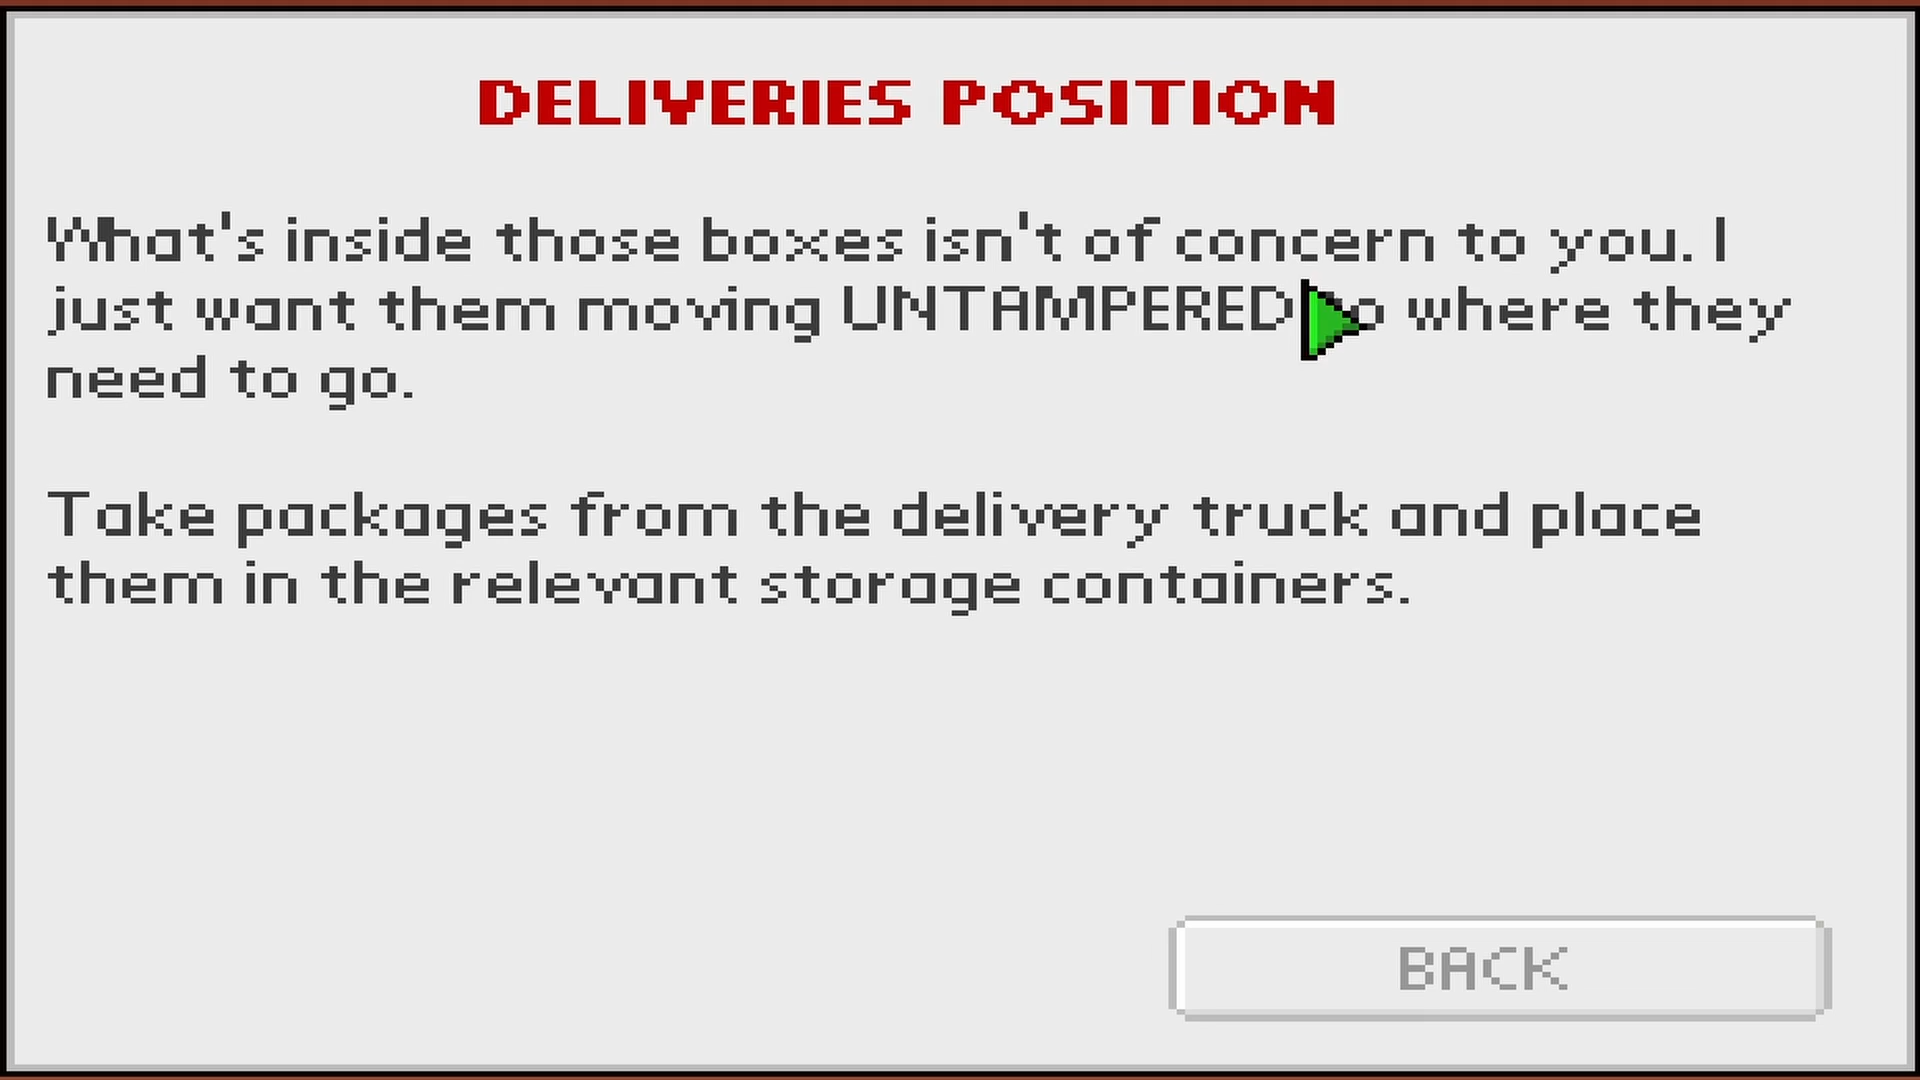 DELIVERIES POSITION
What's inside those boxes isn't of concern to you. I
just want them moving UNTAMPERED to where they
need to go.
Take packages from the delivery truck and place
them in the relevant storage containers.
BACK